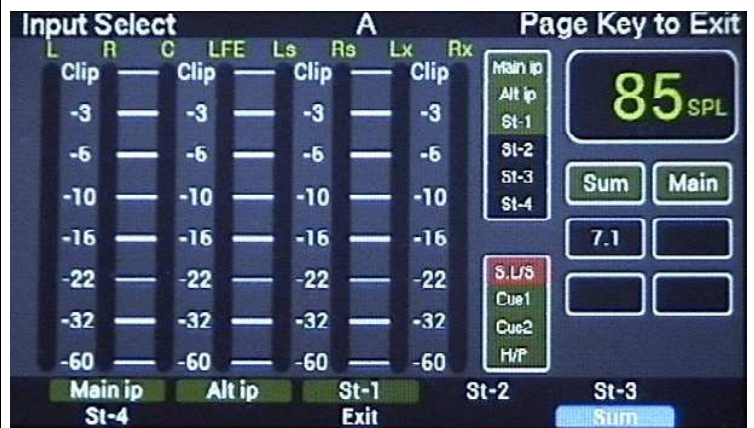 Input Select A Page Key to Exit
L R C LFE Ls Rs Lx Rx
Clip Clip Clip Clip
-3 -3 -3 -3
-6 -6 -6 -6
-10 -10 -10 -10
-16 -16 -16 -16
-22 -22 -22 -22
-32 -32 -32 -32
-60 -60 -60 -60
Main ip
Alt ip
St-1
St-2
St-3
St-4
S.L/S
Cue1
Cue2
H/P
85 SPL
Sum Main
7.1
Main ip Alt ip St-1 St-2 St-3
St-4 Exit Sum